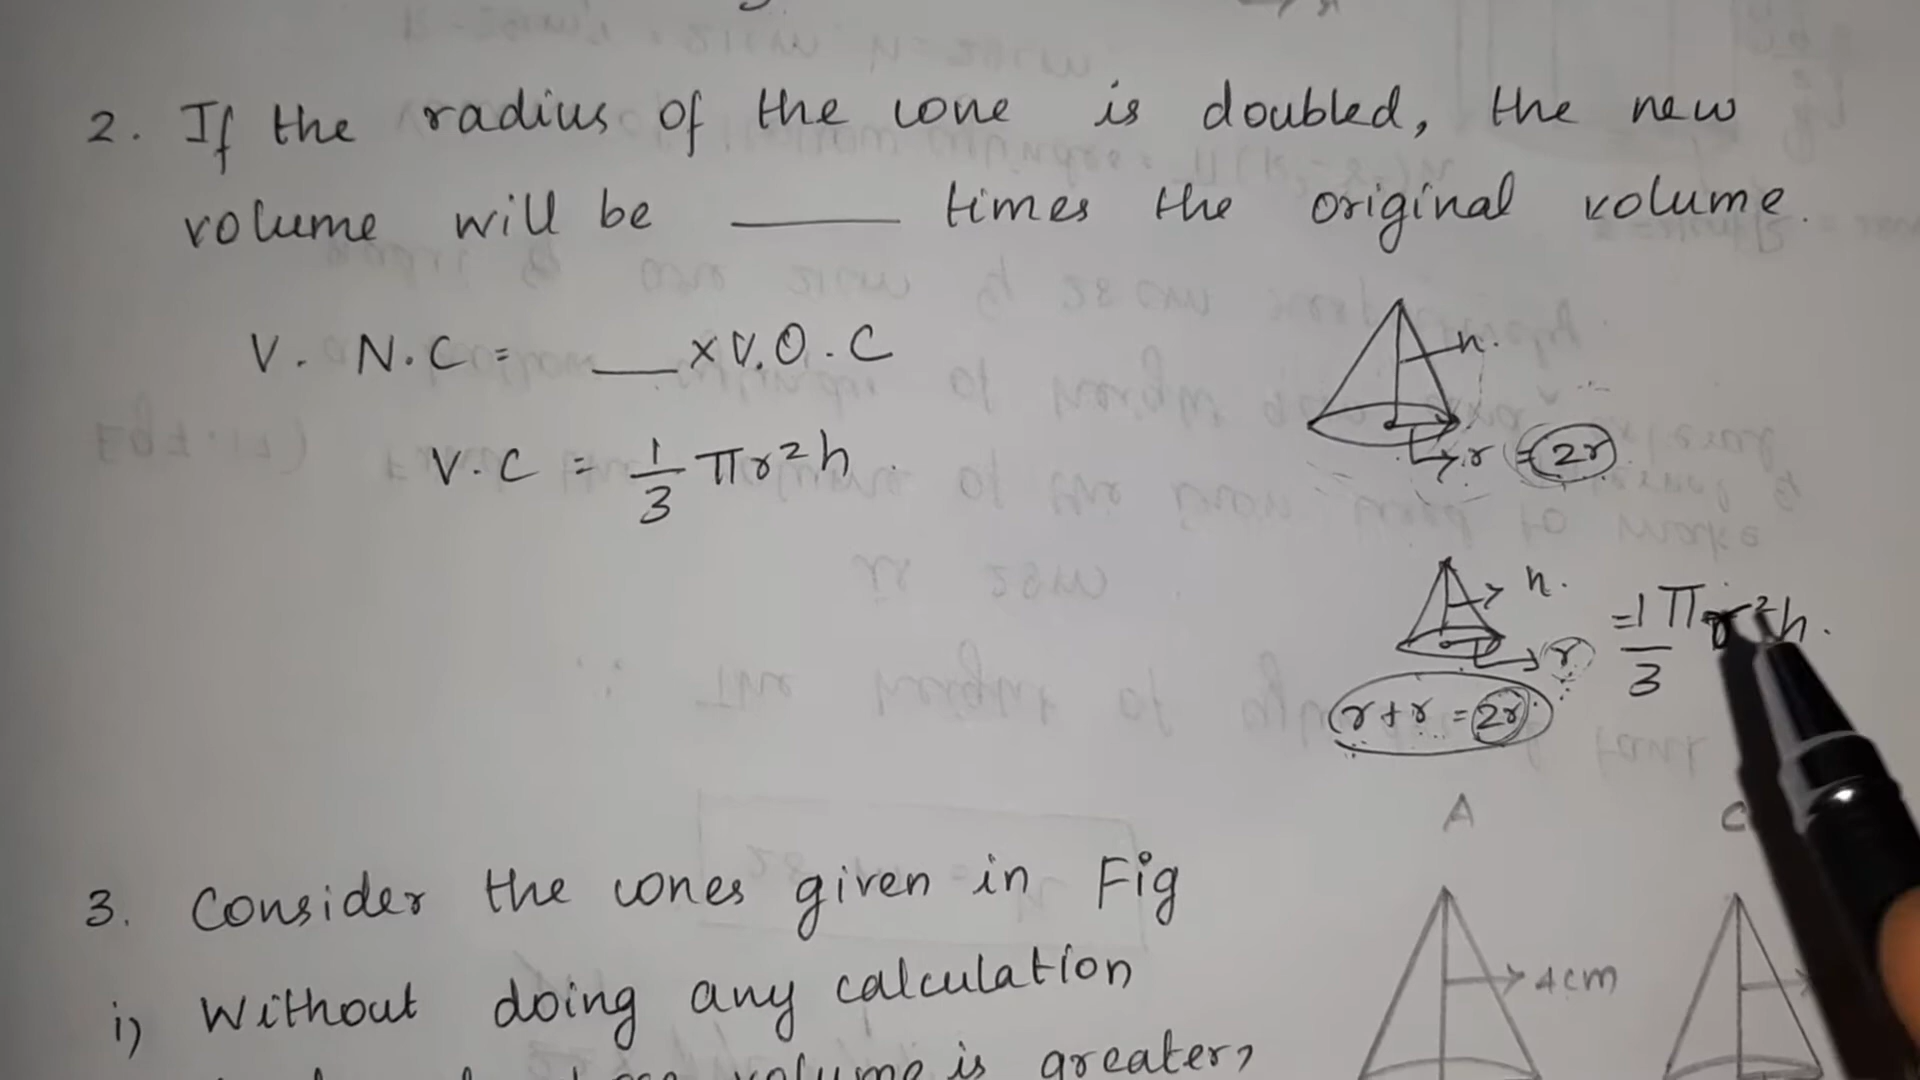 2. If the radius of the cone is doubled, the new
volume will be ____ times the original volume.
V. N.C = ___ x V.O.C
h.
r = 2r
V.C = 1/3 πr²h.
h.
r
= 1/3 πr²h.
r + r = 2r
A
C
3. Consider the cones given in Fig
i) Without doing any calculation
4cm
volume is greater,